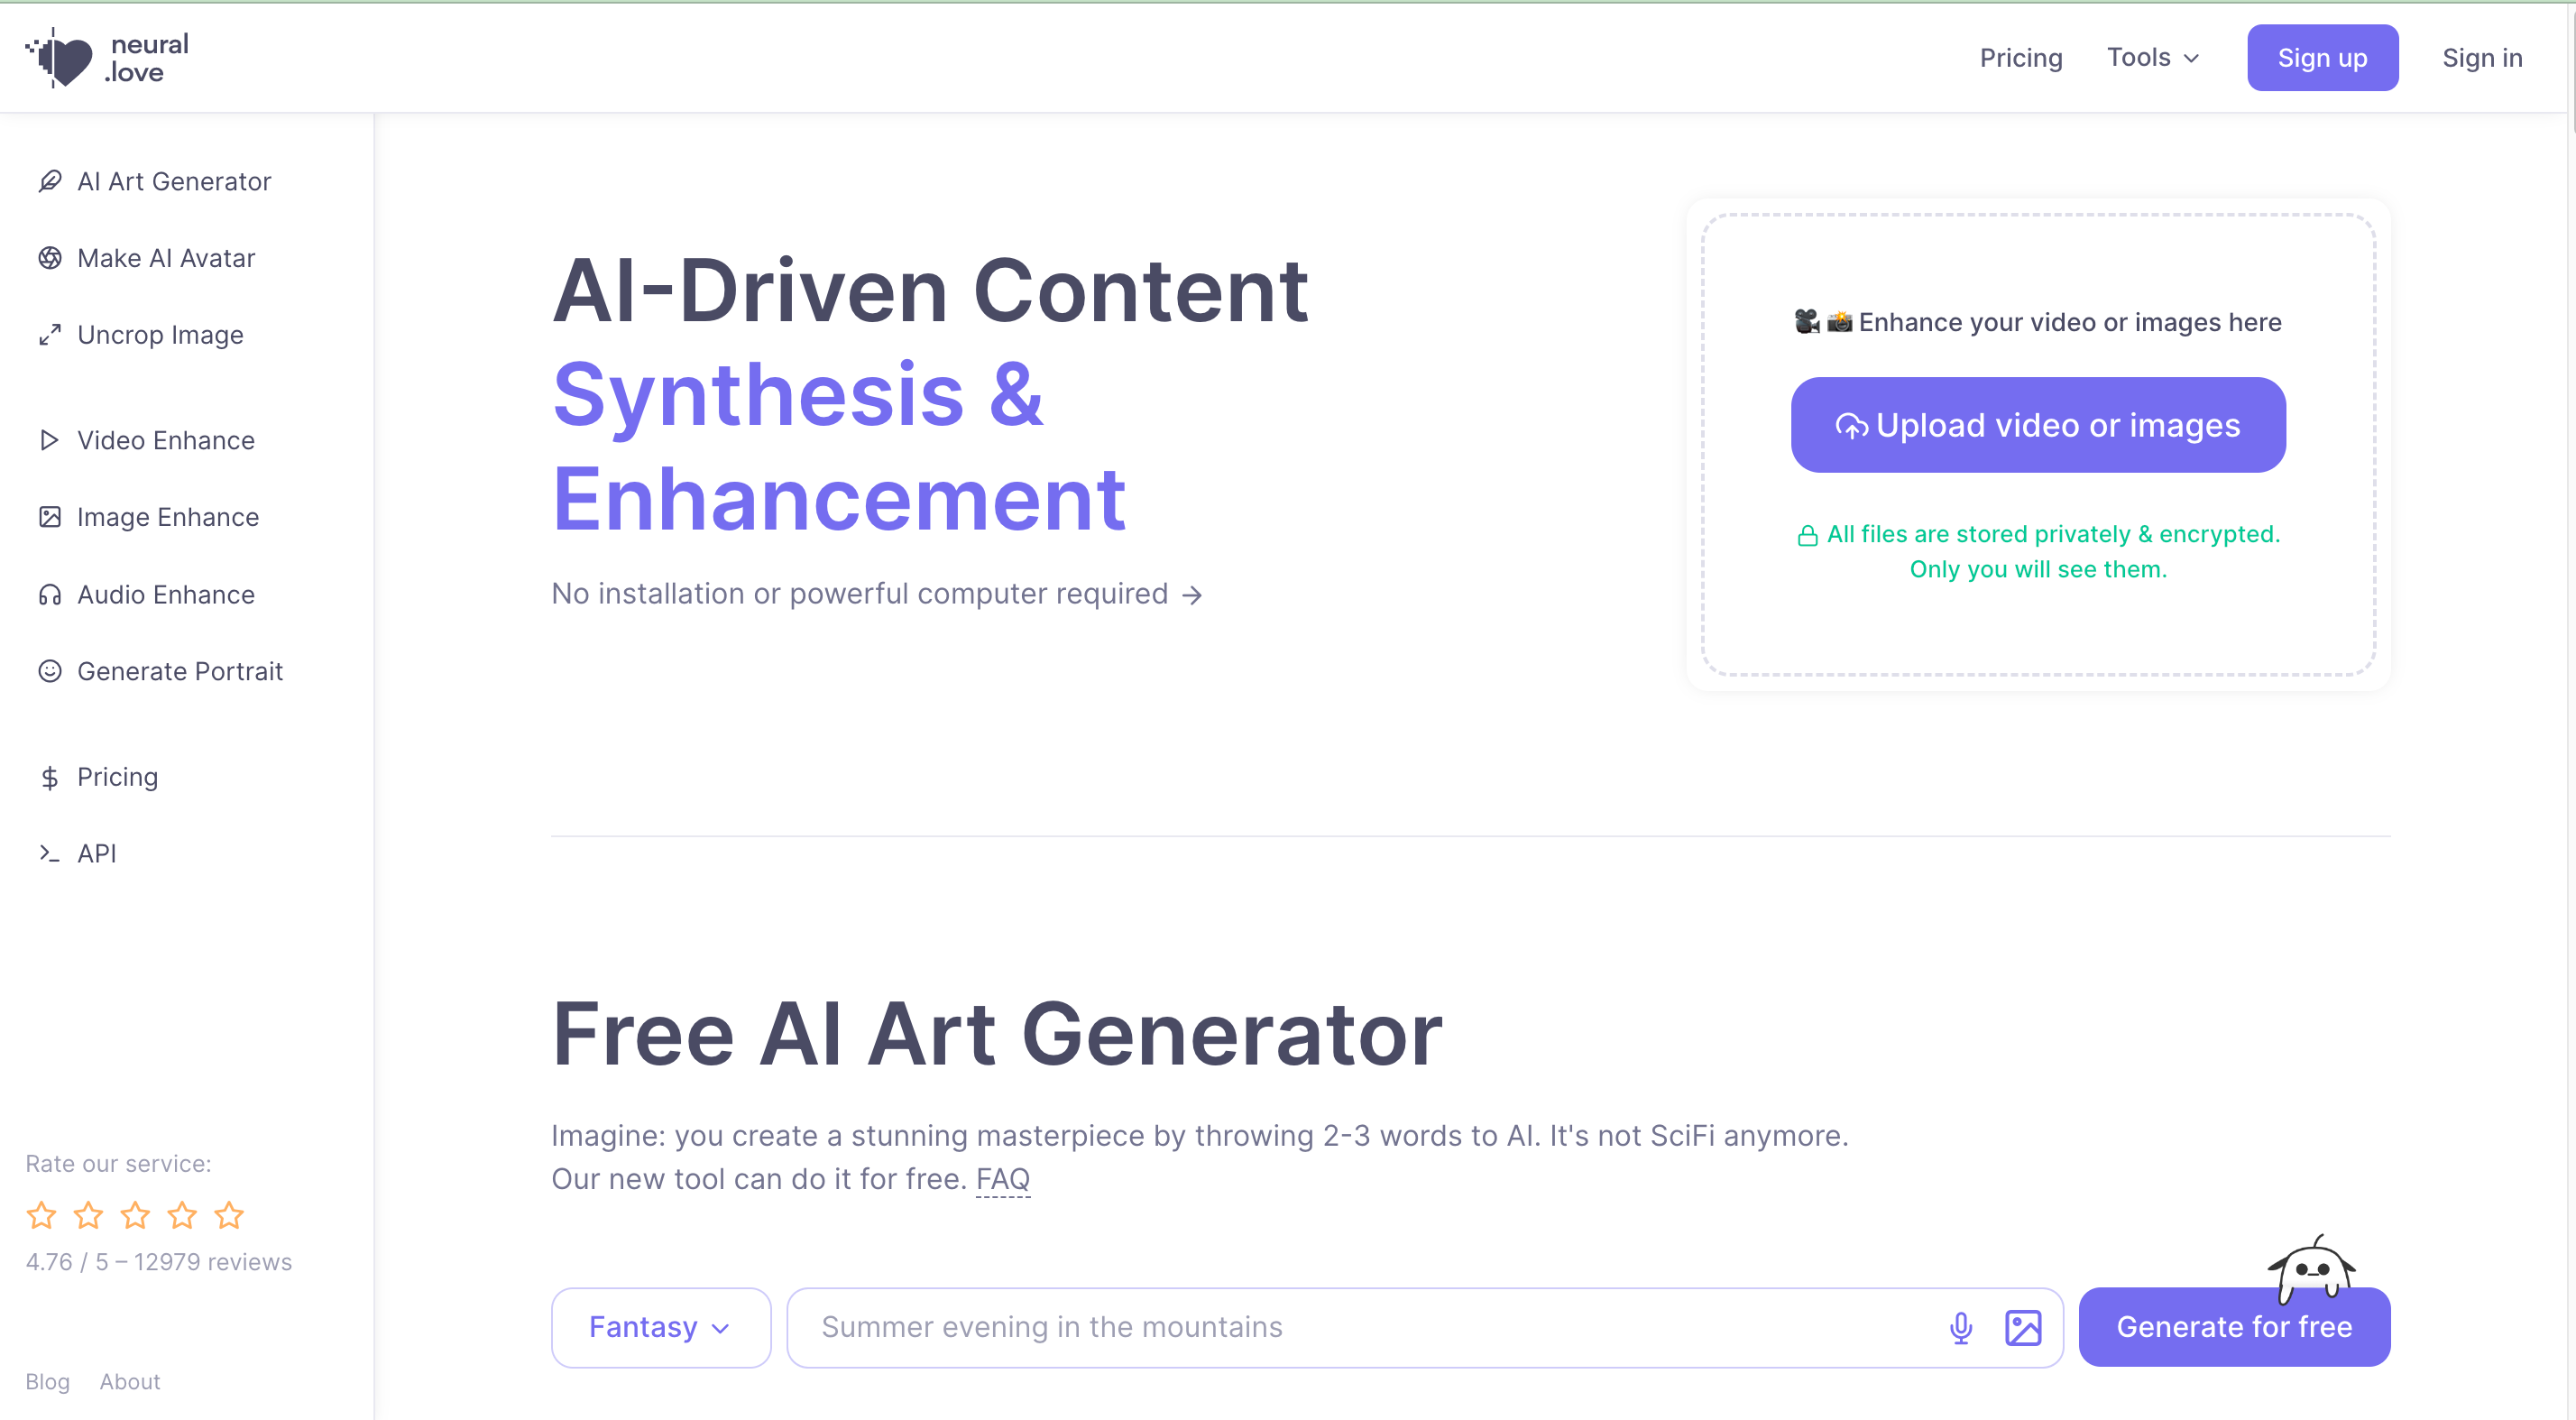 neural
.love
Pricing
Tools
Sign up
Sign in
AI Art Generator
Make AI Avatar
Uncrop Image
Video Enhance
Image Enhance
Audio Enhance
Generate Portrait
Pricing
API
Rate our service:
4.76 / 5 – 12979 reviews
Blog
About
AI-Driven Content
Synthesis &
Enhancement
No installation or powerful computer required →
🎥 📸 Enhance your video or images here
Upload video or images
All files are stored privately & encrypted.
Only you will see them.
Free AI Art Generator
Imagine: you create a stunning masterpiece by throwing 2-3 words to AI. It's not SciFi anymore.
Our new tool can do it for free. FAQ
Fantasy
Summer evening in the mountains
Generate for free